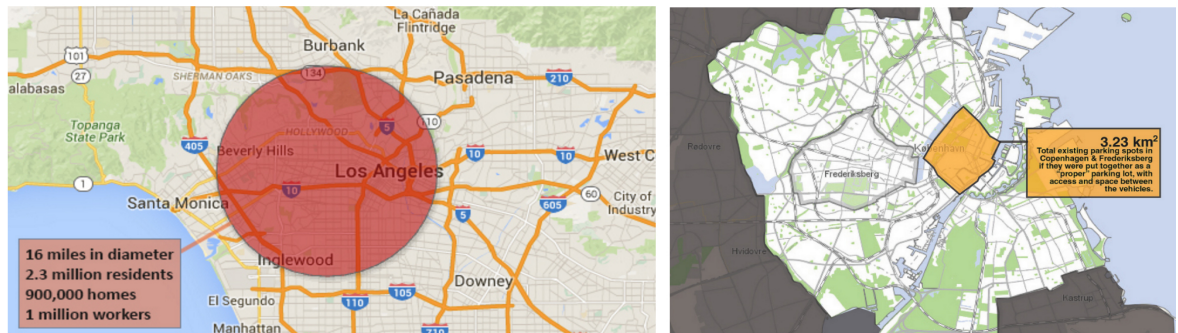 La Cañada
Flintridge
Burbank
101
27
SHERMAN OAKS
134
Pasadena
210
alabasas
Topanga
State Park
405
HOLLYWOOD
5
110
Beverly Hills
Los Angeles
10
10
West C
1
10
60
City of
Industry
Santa Monica
605
5
16 miles in diameter
2.3 million residents
900,000 homes
1 million workers
Inglewood
Downey
El Segundo
105
110
Manhattan
710
Rødovre
København
Frederiksberg
3.23 km²
Total existing parking spots in
Copenhagen & Frederiksberg
if they were put together as a
"proper" parking lot, with
access and space between
the vehicles.
Hvidovre
Kastrup